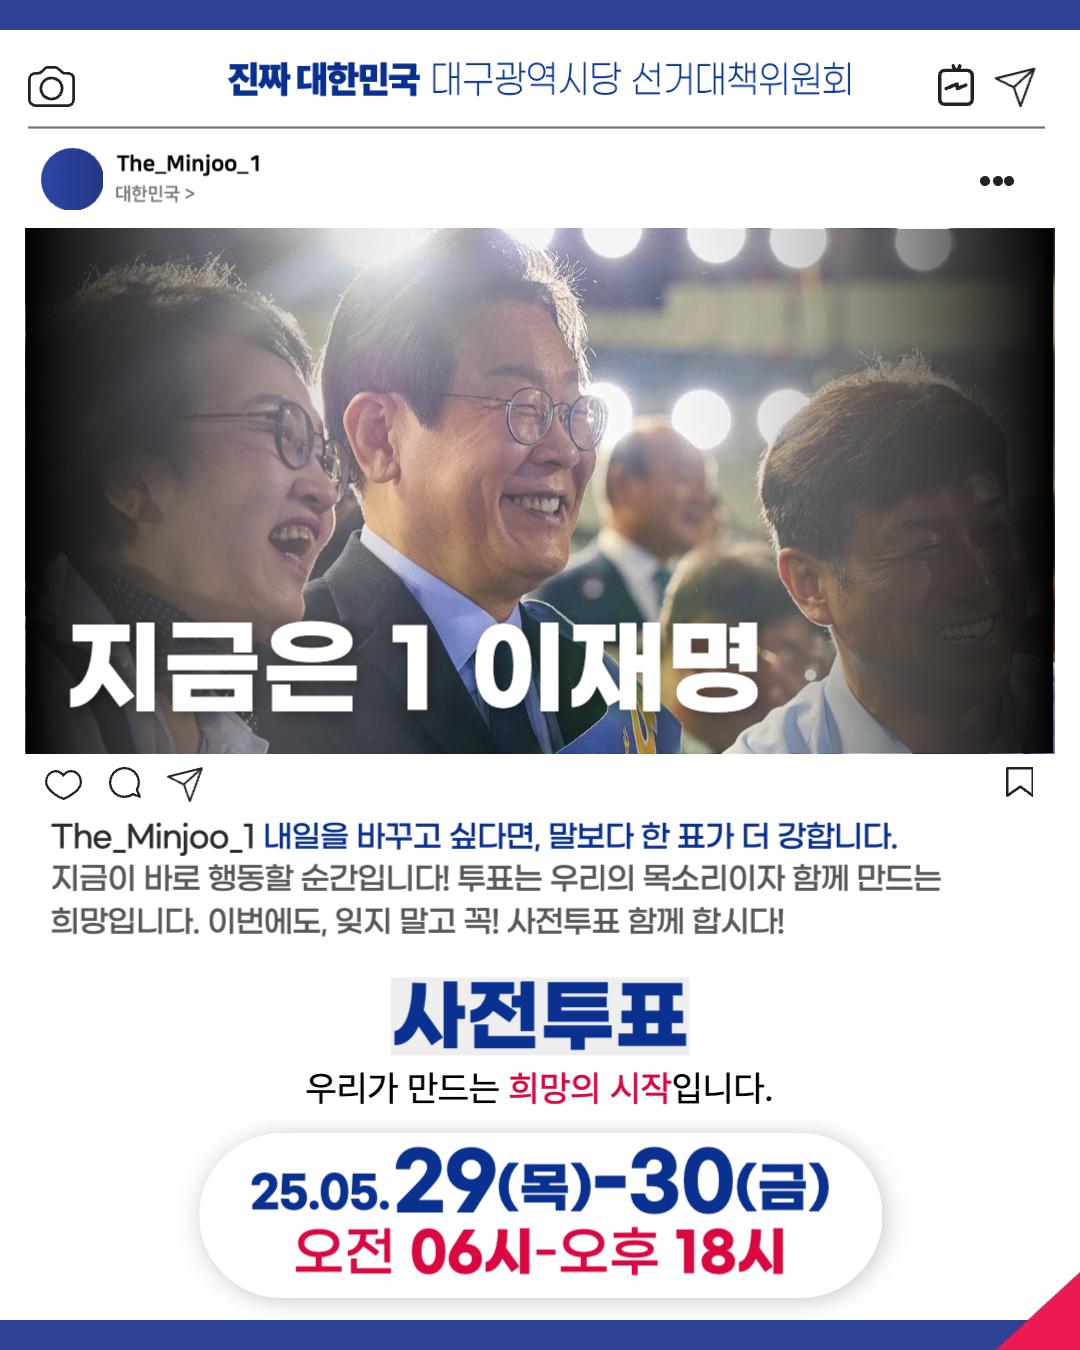 진짜 대한민국 대구광역시당 선거대책위원회
The_Minjoo_1
대한민국 >
지금은 1 이재명
The_Minjoo_1 내일을 바꾸고 싶다면, 말보다 한 표가 더 강합니다.
지금이 바로 행동할 순간입니다! 투표는 우리의 목소리이자 함께 만드는
희망입니다. 이번에도, 잊지 말고 꼭! 사전투표 함께 합시다!
사전투표
우리가 만드는 희망의 시작입니다.
25.05.29(목)-30(금)
오전 06시-오후 18시